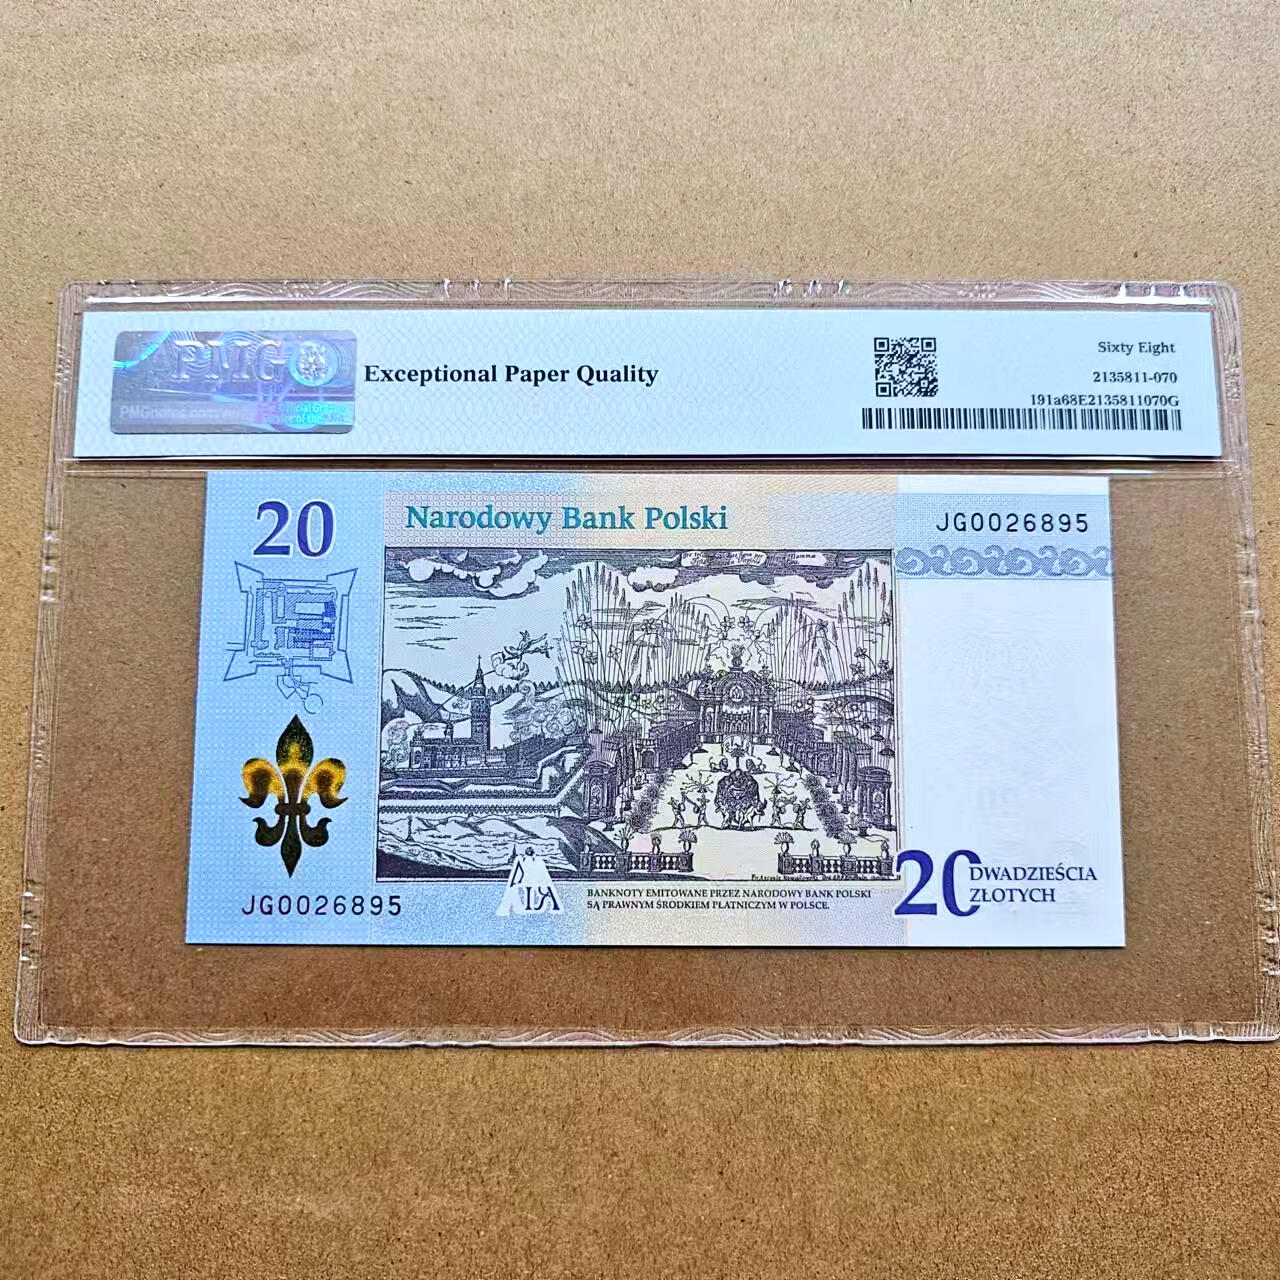 PMG
Exceptional Paper Quality
Sixty Eight
2135811-070
191a68E2135811070G
20
Narodowy Bank Polski
JG0026895
JG0026895
BANKNOTY EMITOWANE PRZEZ NARODOWY BANK POLSKI
SĄ PRAWNYM ŚRODKIEM PŁATNICZYM W POLSCE.
20 DWADZIEŚCIA
ZŁOTYCH